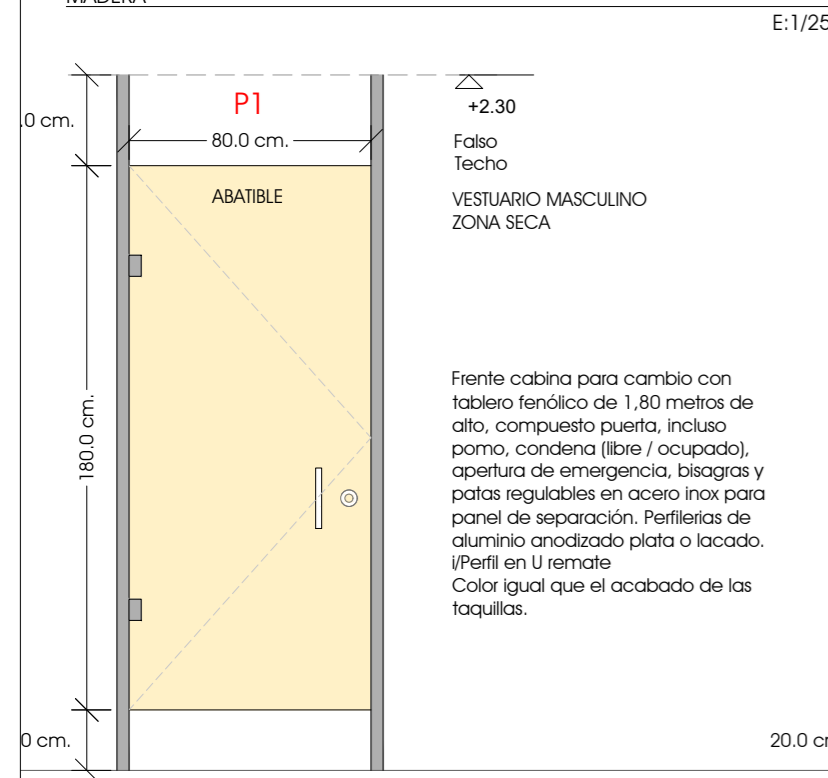 MADERA
E:1/25
P1
.0 cm.
80.0 cm.
+2.30
Falso
Techo
ABATIBLE
VESTUARIO MASCULINO
ZONA SECA
180.0 cm.
Frente cabina para cambio con
tablero fenólico de 1,80 metros de
alto, compuesto puerta, incluso
pomo, condena (libre / ocupado),
apertura de emergencia, bisagras y
patas regulables en acero inox para
panel de separación. Perfilerias de
aluminio anodizado plata o lacado.
i/Perfil en U remate
Color igual que el acabado de las
taquillas.
0 cm.
20.0 cm